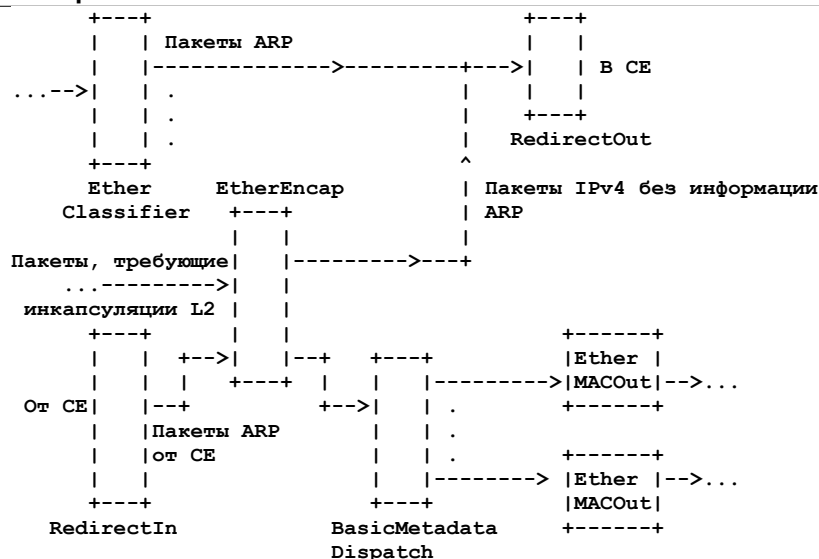 Пакеты ARP
В CE
...-->
RedirectOut
Ether
Classifier
EtherEncap
Пакеты IPv4 без информации
ARP
Пакеты, требующие
...--------->
инкапсуляции L2
От CE
Пакеты ARP
от CE
Ether
MACOut
-->...
Ether
MACOut
-->...
RedirectIn
BasicMetadata
Dispatch